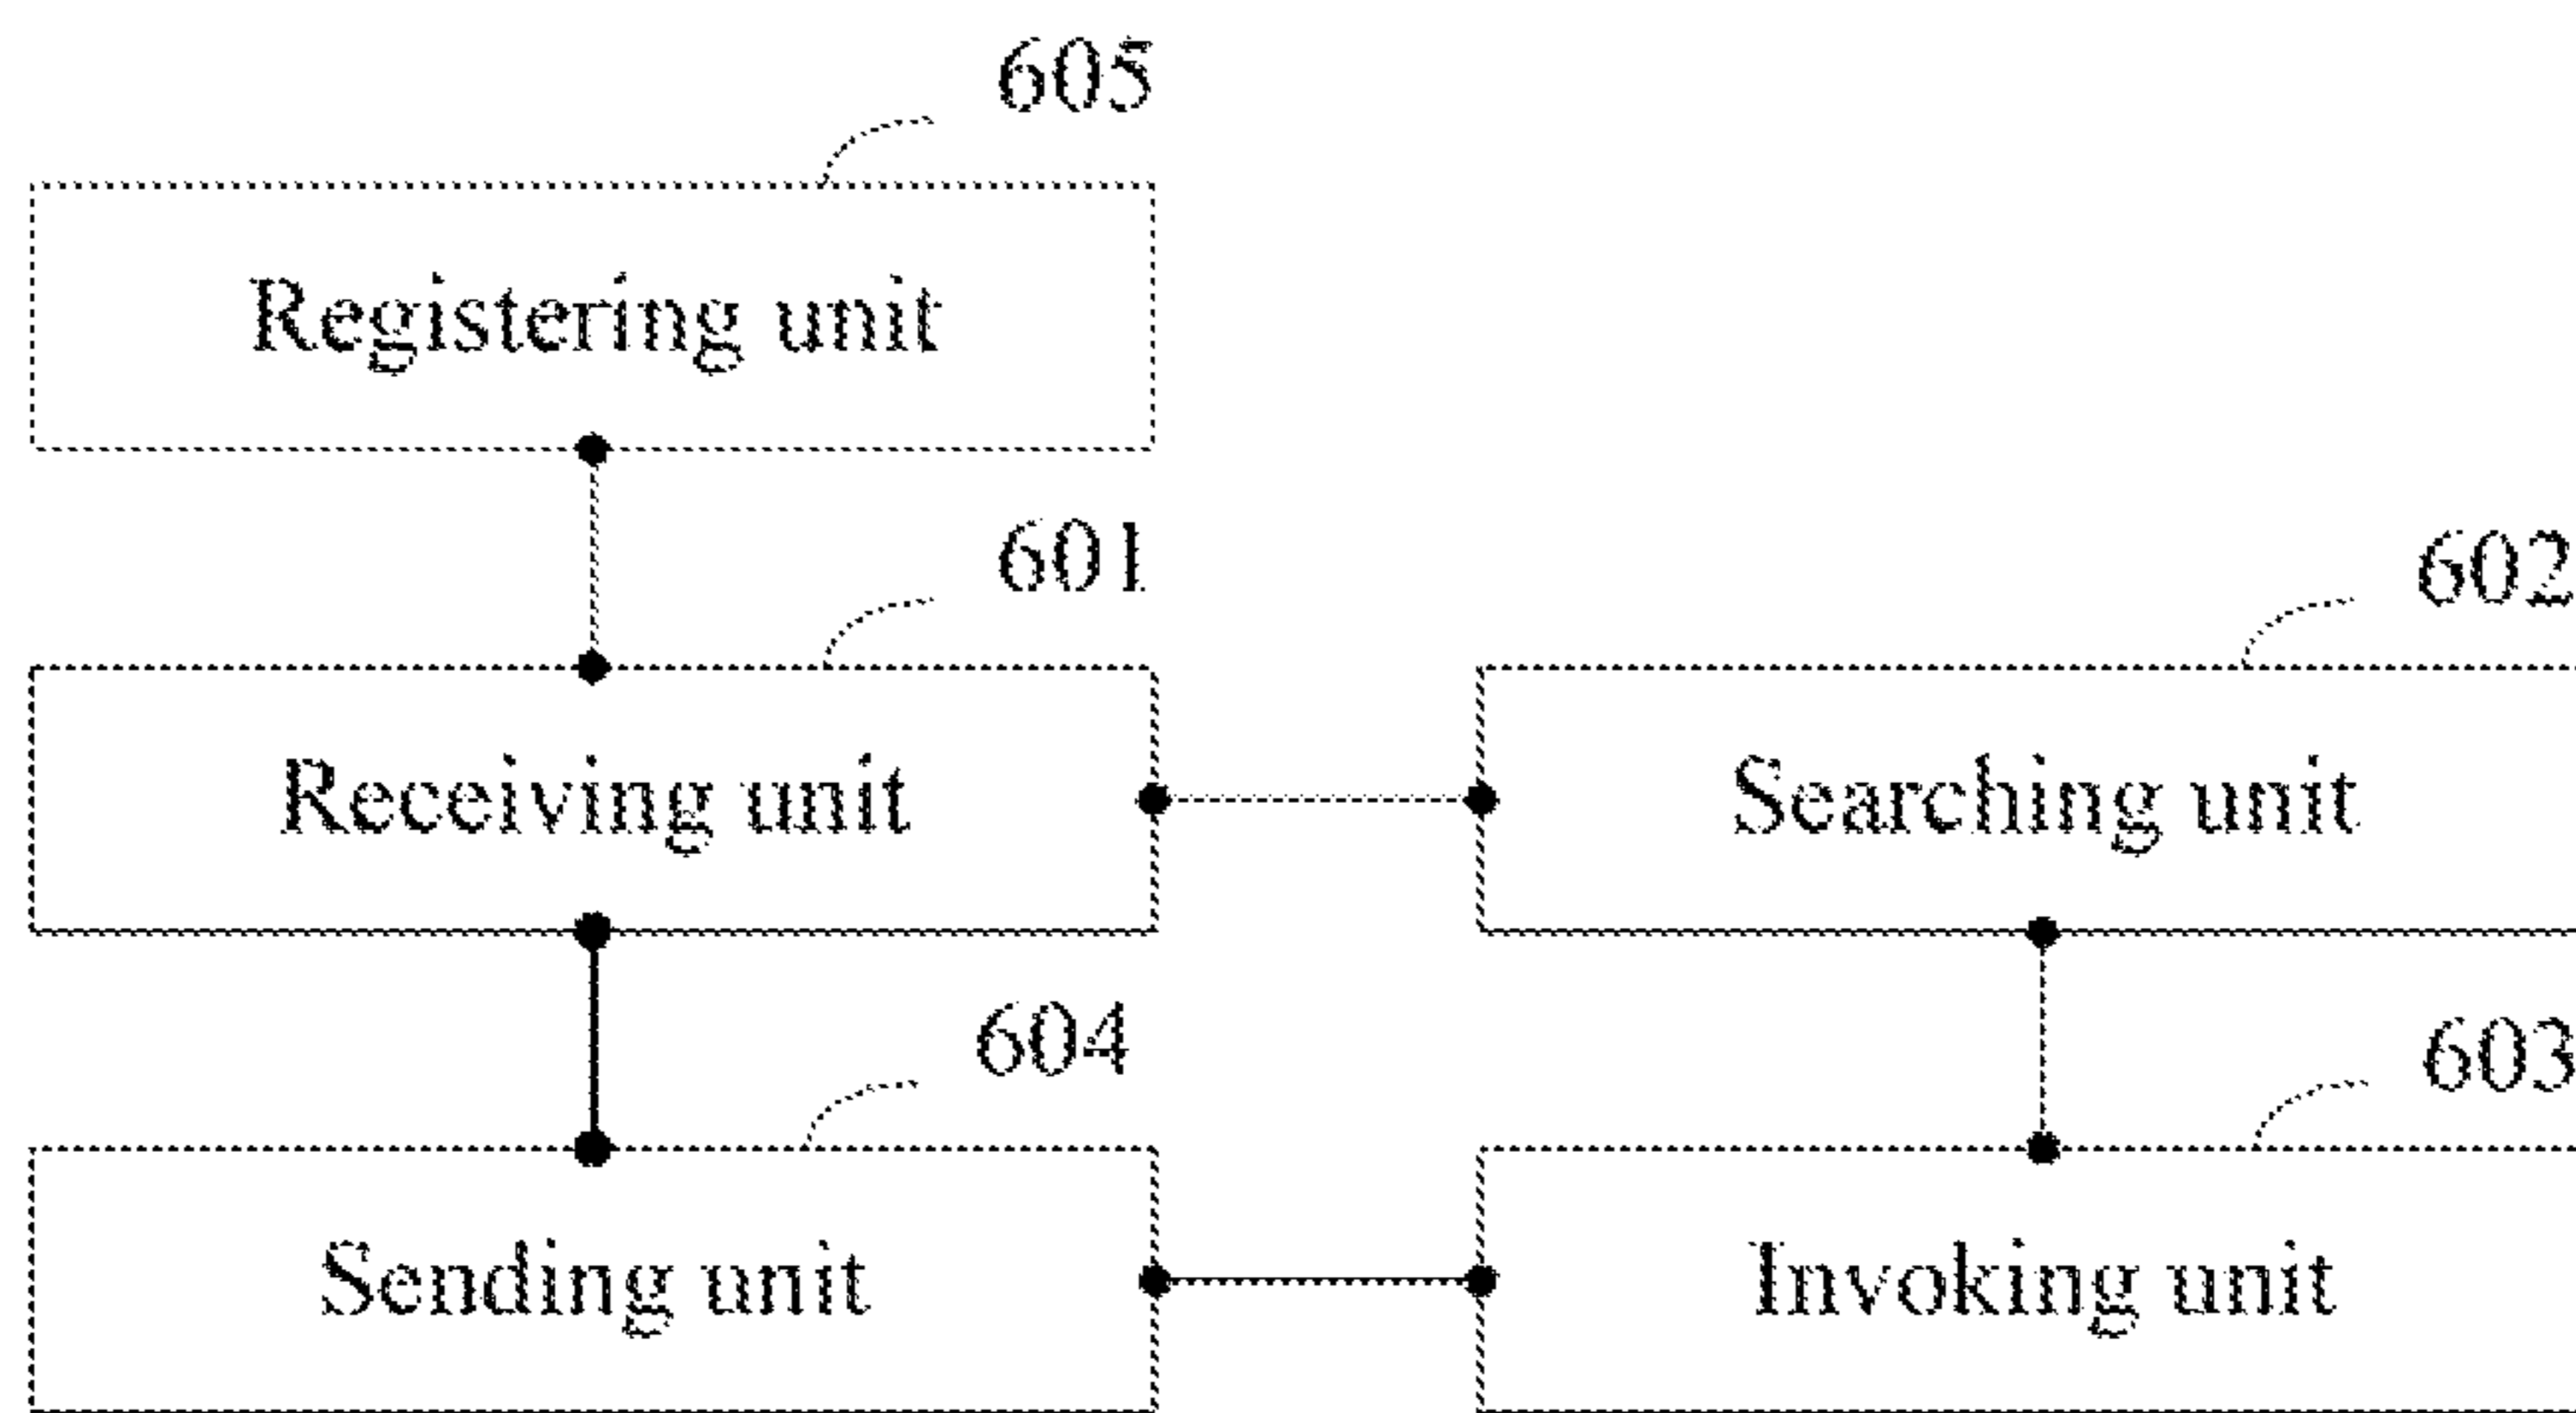 605
Registering unit
601
602
Receiving unit
Searching unit
604
603
Sending unit
Invoking unit